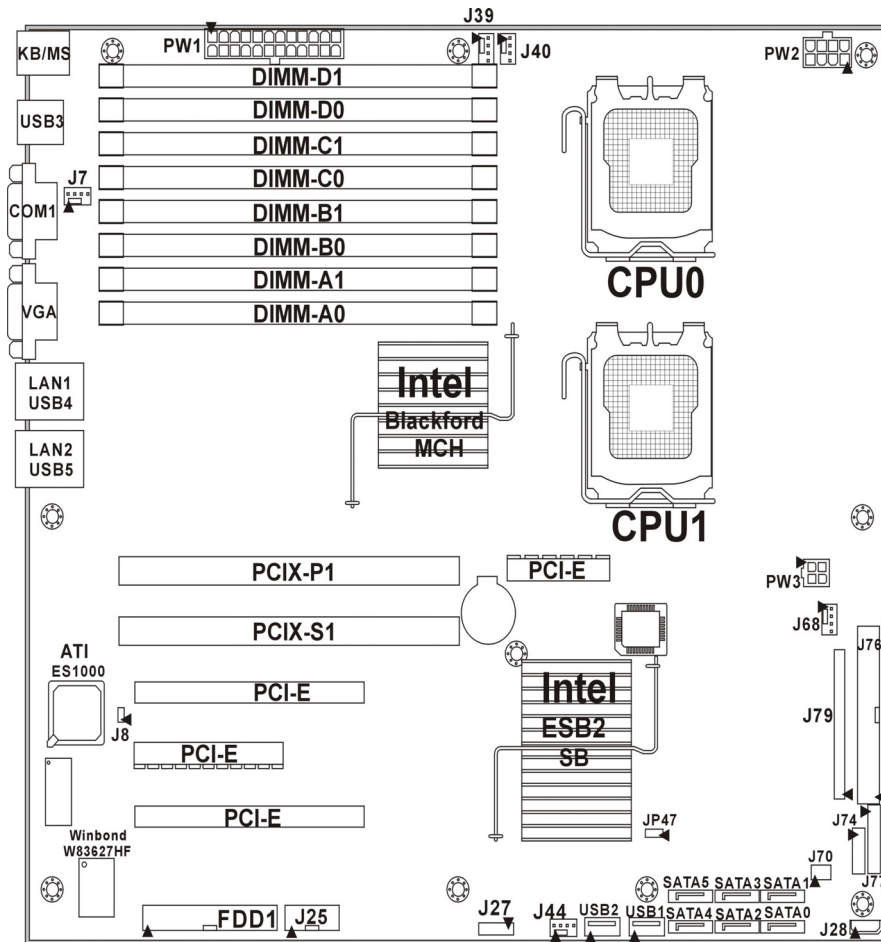 J39
PW1
J40
PW2
KB/MS
DIMM-D1
DIMM-D0
USB3
DIMM-C1
DIMM-C0
J7
COM1
DIMM-B1
DIMM-B0
DIMM-A1
CPU0
VGA
DIMM-A0
LAN1
USB4
Intel
Blackford
MCH
LAN2
USB5
CPU1
PCIX-P1
PCI-E
PW3
PCIX-S1
J68
J76
ATI
ES1000
PCI-E
Intel
ESB2
SB
J79
J8
PCI-E
PCI-E
Winbond
W83627HF
JP47
J74
J70
J77
SATA5 SATA3 SATA1
FDD1
J25
J27
J44
USB2
USB1
SATA4 SATA2 SATA0
J28